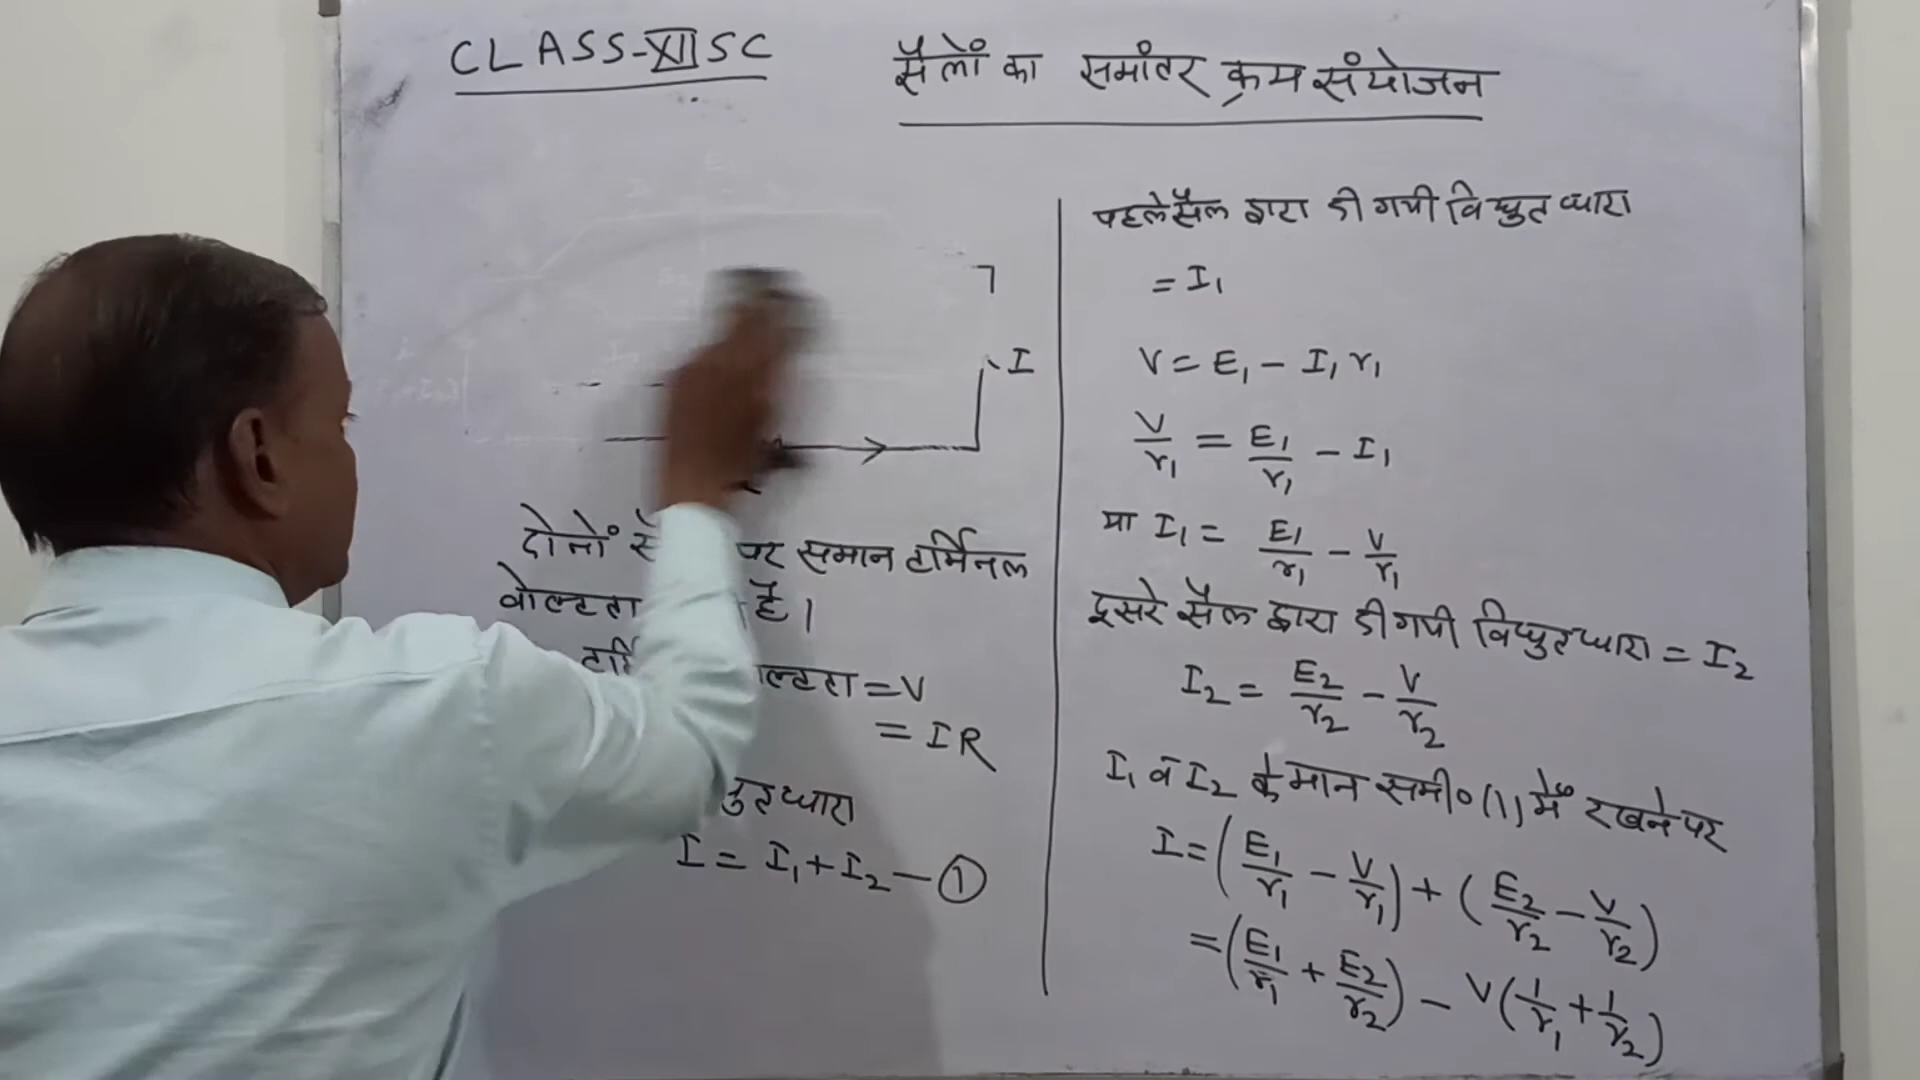 CLASS-XII SC
सैलों का समांतर क्रम संयोजन
I
दोनों पर समान टर्मिनल
वोल्टता है।
=V
= IR
I = I₁ + I₂ — ①
पहले सैल द्वारा दी गयी विद्युत धारा
= I₁
V = E₁ - I₁ r₁
V/r₁ = E₁/r₁ - I₁
या I₁ = E₁/r₁ - V/r₁
दूसरे सैल द्वारा दी गयी विद्युत धारा = I₂
I₂ = E₂/r₂ - V/r₂
I₁ व I₂ के मान समी० (1) में रखने पर
I = (E₁/r₁ - V/r₁) + (E₂/r₂ - V/r₂)
= (E₁/r₁ + E₂/r₂) - V(1/r₁ + 1/r₂)